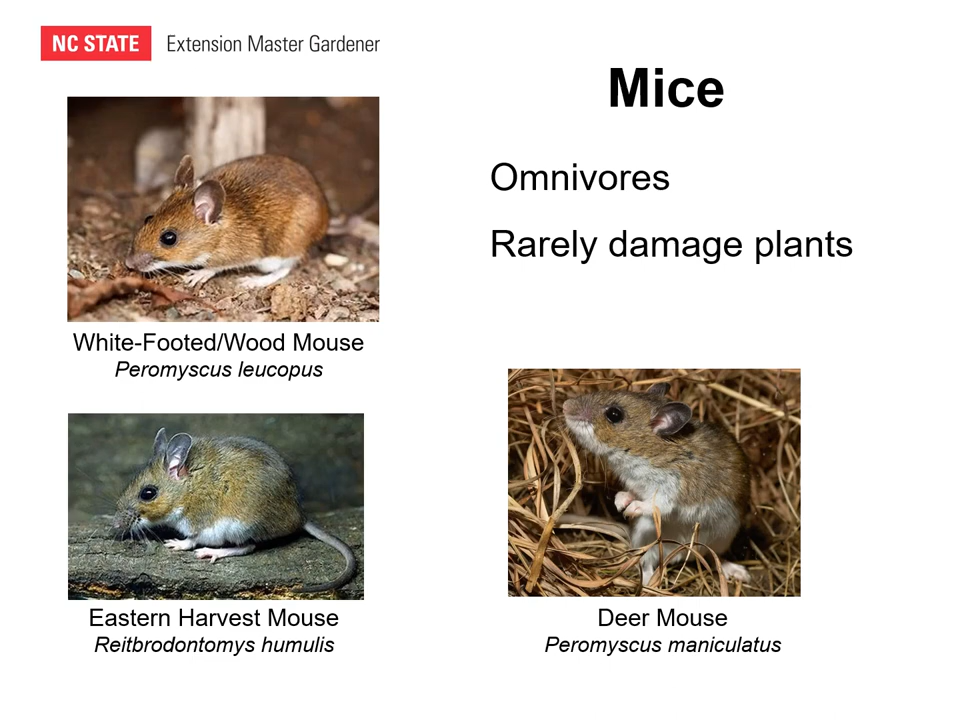 NC STATE Extension Master Gardener
Mice
Omnivores
Rarely damage plants
White-Footed/Wood Mouse
Peromyscus leucopus
Eastern Harvest Mouse
Reitbrodontomys humulis
Deer Mouse
Peromyscus maniculatus